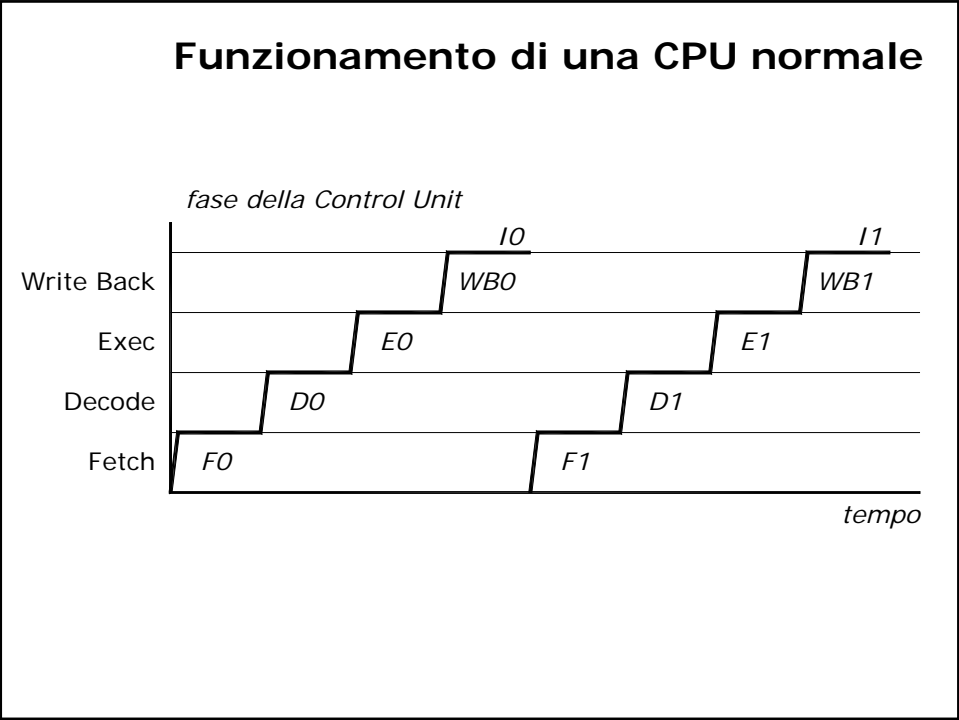 Funzionamento di una CPU normale
fase della Control Unit
I0 I1
Write Back WB0 WB1
Exec E0 E1
Decode D0 D1
Fetch F0 F1
tempo